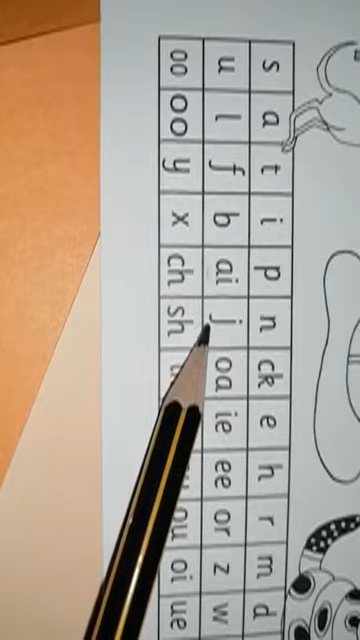 s a t i p n ck e h r m d
u l f b ai j oa ie ee or z w
oo oo y x ch sh ou oi ue